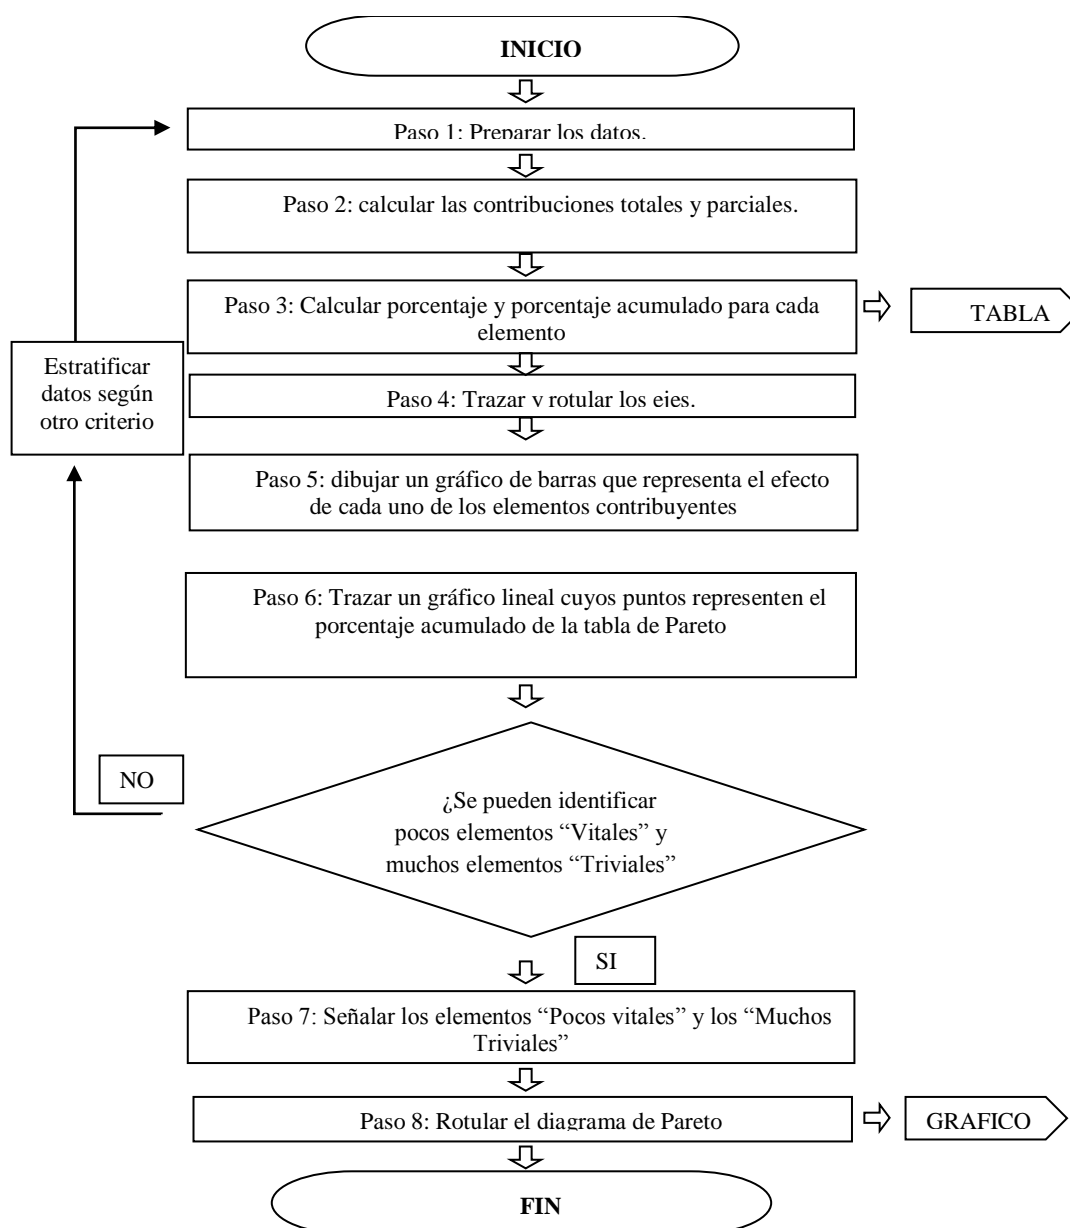 INICIO
Paso 1: Preparar los datos.
Paso 2: calcular las contribuciones totales y parciales.
Paso 3: Calcular porcentaje y porcentaje acumulado para cada
elemento
TABLA
Estratificar
datos según
otro criterio
Paso 4: Trazar y rotular los ejes.
Paso 5: dibujar un gráfico de barras que representa el efecto
de cada uno de los elementos contribuyentes
Paso 6: Trazar un gráfico lineal cuyos puntos representen el
porcentaje acumulado de la tabla de Pareto
NO
¿Se pueden identificar
pocos elementos “Vitales” y
muchos elementos “Triviales”
SI
Paso 7: Señalar los elementos “Pocos vitales” y los “Muchos
Triviales”
Paso 8: Rotular el diagrama de Pareto
GRAFICO
FIN